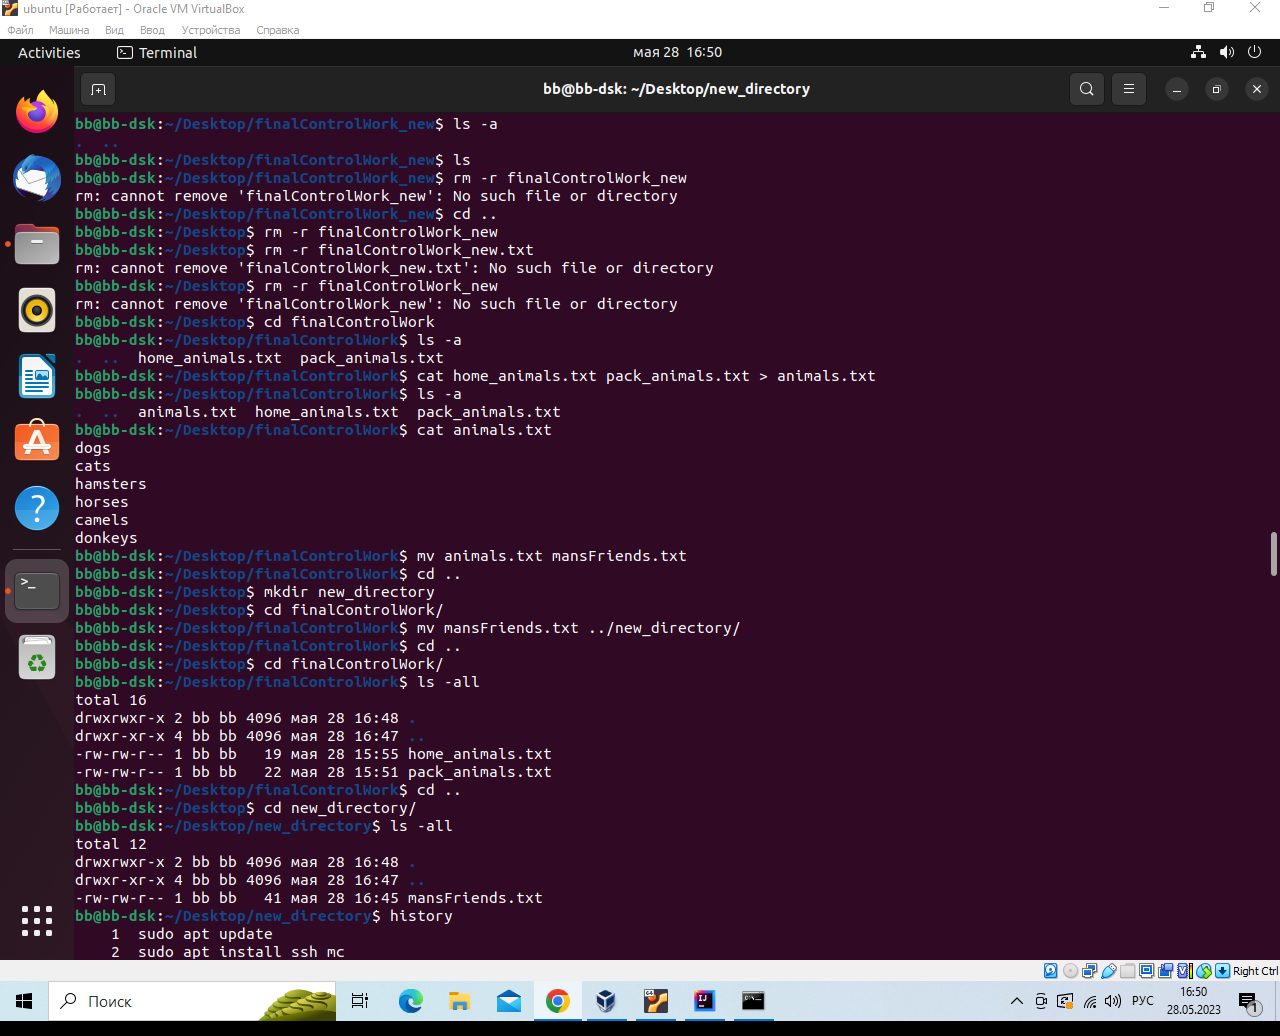 ubuntu [Работает] - Oracle VM VirtualBox
Файл Машина Вид Ввод Устройства Справка
Activities Terminal мая 28 16:50
bb@bb-dsk: ~/Desktop/new_directory
bb@bb-dsk:~/Desktop/finalControlWork_new$ ls -a
. ..
bb@bb-dsk:~/Desktop/finalControlWork_new$ ls
bb@bb-dsk:~/Desktop/finalControlWork_new$ rm -r finalControlWork_new
rm: cannot remove 'finalControlWork_new': No such file or directory
bb@bb-dsk:~/Desktop/finalControlWork_new$ cd ..
bb@bb-dsk:~/Desktop$ rm -r finalControlWork_new
bb@bb-dsk:~/Desktop$ rm -r finalControlWork_new.txt
rm: cannot remove 'finalControlWork_new.txt': No such file or directory
bb@bb-dsk:~/Desktop$ rm -r finalControlWork_new
rm: cannot remove 'finalControlWork_new': No such file or directory
bb@bb-dsk:~/Desktop$ cd finalControlWork
bb@bb-dsk:~/Desktop/finalControlWork$ ls -a
. .. home_animals.txt pack_animals.txt
bb@bb-dsk:~/Desktop/finalControlWork$ cat home_animals.txt pack_animals.txt > animals.txt
bb@bb-dsk:~/Desktop/finalControlWork$ ls -a
. .. animals.txt home_animals.txt pack_animals.txt
bb@bb-dsk:~/Desktop/finalControlWork$ cat animals.txt
dogs
cats
hamsters
horses
camels
donkeys
bb@bb-dsk:~/Desktop/finalControlWork$ mv animals.txt mansFriends.txt
bb@bb-dsk:~/Desktop/finalControlWork$ cd ..
bb@bb-dsk:~/Desktop$ mkdir new_directory
bb@bb-dsk:~/Desktop$ cd finalControlWork/
bb@bb-dsk:~/Desktop/finalControlWork$ mv mansFriends.txt ../new_directory/
bb@bb-dsk:~/Desktop/finalControlWork$ cd ..
bb@bb-dsk:~/Desktop$ cd finalControlWork/
bb@bb-dsk:~/Desktop/finalControlWork$ ls -all
total 16
drwxrwxr-x 2 bb bb 4096 мая 28 16:48 .
drwxr-xr-x 4 bb bb 4096 мая 28 16:47 ..
-rw-rw-r-- 1 bb bb 19 мая 28 15:55 home_animals.txt
-rw-rw-r-- 1 bb bb 22 мая 28 15:51 pack_animals.txt
bb@bb-dsk:~/Desktop/finalControlWork$ cd ..
bb@bb-dsk:~/Desktop$ cd new_directory/
bb@bb-dsk:~/Desktop/new_directory$ ls -all
total 12
drwxrwxr-x 2 bb bb 4096 мая 28 16:48 .
drwxr-xr-x 4 bb bb 4096 мая 28 16:47 ..
-rw-rw-r-- 1 bb bb 41 мая 28 16:45 mansFriends.txt
bb@bb-dsk:~/Desktop/new_directory$ history
1 sudo apt update
2 sudo apt install ssh mc
Right Ctrl
Поиск
РУС
16:50
28.05.2023
1